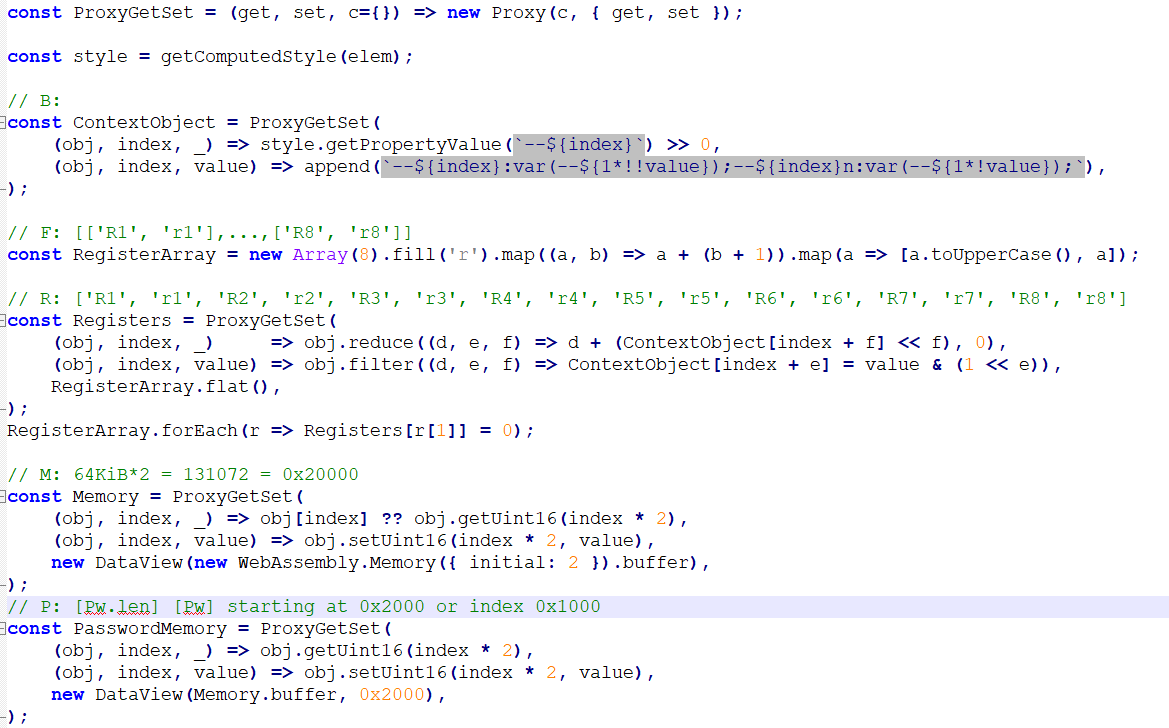 const ProxyGetSet = (get, set, c={}) => new Proxy(c, { get, set });
const style = getComputedStyle(elem);
// B:
const ContextObject = ProxyGetSet(
(obj, index, _) => style.getPropertyValue(`--${index}`) >> 0,
(obj, index, value) => append(`--${index}:var(--${1*!!value});--${index}n:var(--${1*!value});`),
);
// F: [['R1', 'r1'],...,['R8', 'r8']]
const RegisterArray = new Array(8).fill('r').map((a, b) => a + (b + 1)).map(a => [a.toUpperCase(), a]);
// R: ['R1', 'r1', 'R2', 'r2', 'R3', 'r3', 'R4', 'r4', 'R5', 'r5', 'R6', 'r6', 'R7', 'r7', 'R8', 'r8']
const Registers = ProxyGetSet(
(obj, index, _) => obj.reduce((d, e, f) => d + (ContextObject[index + f] << f), 0),
(obj, index, value) => obj.filter((d, e, f) => ContextObject[index + e] = value & (1 << e)),
RegisterArray.flat(),
);
RegisterArray.forEach(r => Registers[r[1]] = 0);
// M: 64KiB*2 = 131072 = 0x20000
const Memory = ProxyGetSet(
(obj, index, _) => obj[index] ?? obj.getUint16(index * 2),
(obj, index, value) => obj.setUint16(index * 2, value),
new DataView(new WebAssembly.Memory({ initial: 2 }).buffer),
);
// P: [Pw.len] [Pw] starting at 0x2000 or index 0x1000
const PasswordMemory = ProxyGetSet(
(obj, index, _) => obj.getUint16(index * 2),
(obj, index, value) => obj.setUint16(index * 2, value),
new DataView(Memory.buffer, 0x2000),
);